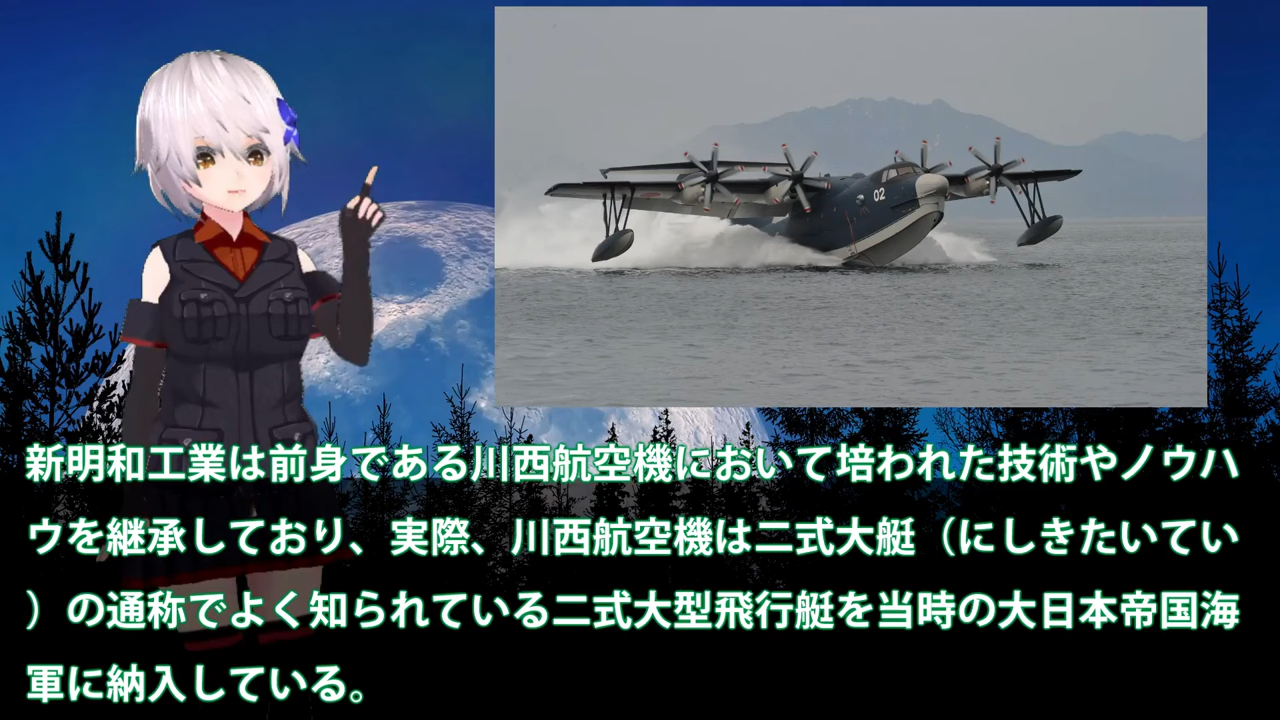 02
新明和工業は前身である川西航空機において培われた技術やノウハ
ウを継承しており、実際、川西航空機は二式大艇（にしきたいてい
）の通称でよく知られている二式大型飛行艇を当時の大日本帝国海
軍に納入している。